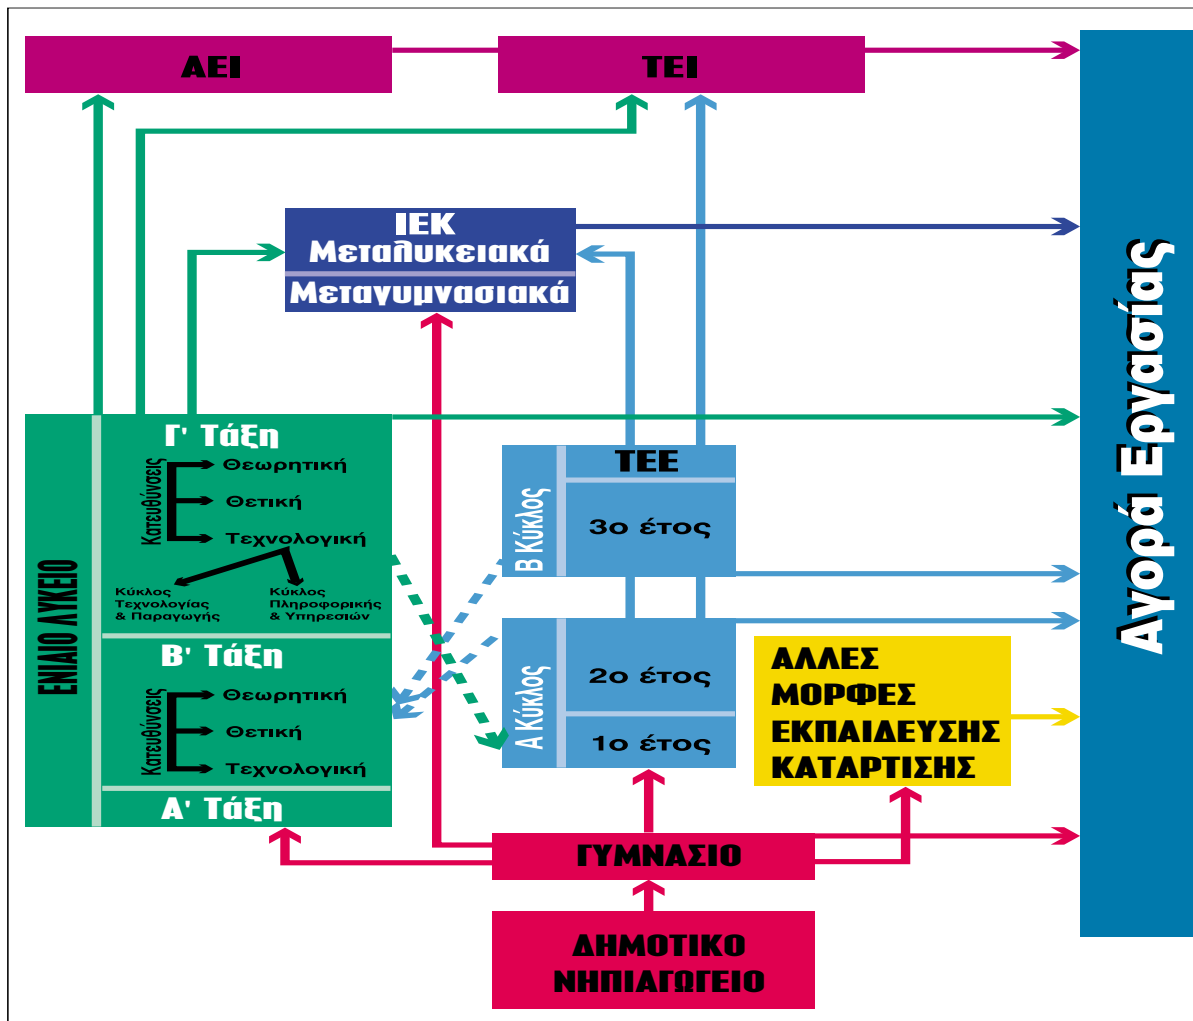 ΑΕΙ
ΤΕΙ
ΙΕΚ
Μεταλυκειακά
Μεταγυμνασιακά
Αγορά Εργασίας
ΕΝΙΑΙΟ ΛΥΚΕΙΟ
Γ' Τάξη
Κατευθύνσεις
Θεωρητική
Θετική
Τεχνολογική
Κύκλος
Τεχνολογίας
& Παραγωγής
Κύκλος
Πληροφορικής
& Υπηρεσιών
Β' Τάξη
Κατευθύνσεις
Θεωρητική
Θετική
Τεχνολογική
Α' Τάξη
ΤΕΕ
Β Κύκλος
3ο έτος
Α Κύκλος
2ο έτος
1ο έτος
ΑΛΛΕΣ
ΜΟΡΦΕΣ
ΕΚΠΑΙΔΕΥΣΗΣ
ΚΑΤΑΡΤΙΣΗΣ
ΓΥΜΝΑΣΙΟ
ΔΗΜΟΤΙΚΟ
ΝΗΠΙΑΓΩΓΕΙΟ